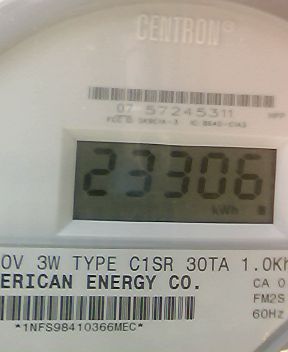 CENTRON®
07 57245311
23306
kWh
0V 3W TYPE C1SR 30TA 1.0Kh
ERICAN ENERGY CO.
CA 0
FM2S
60Hz
*1NFS98410366MEC*